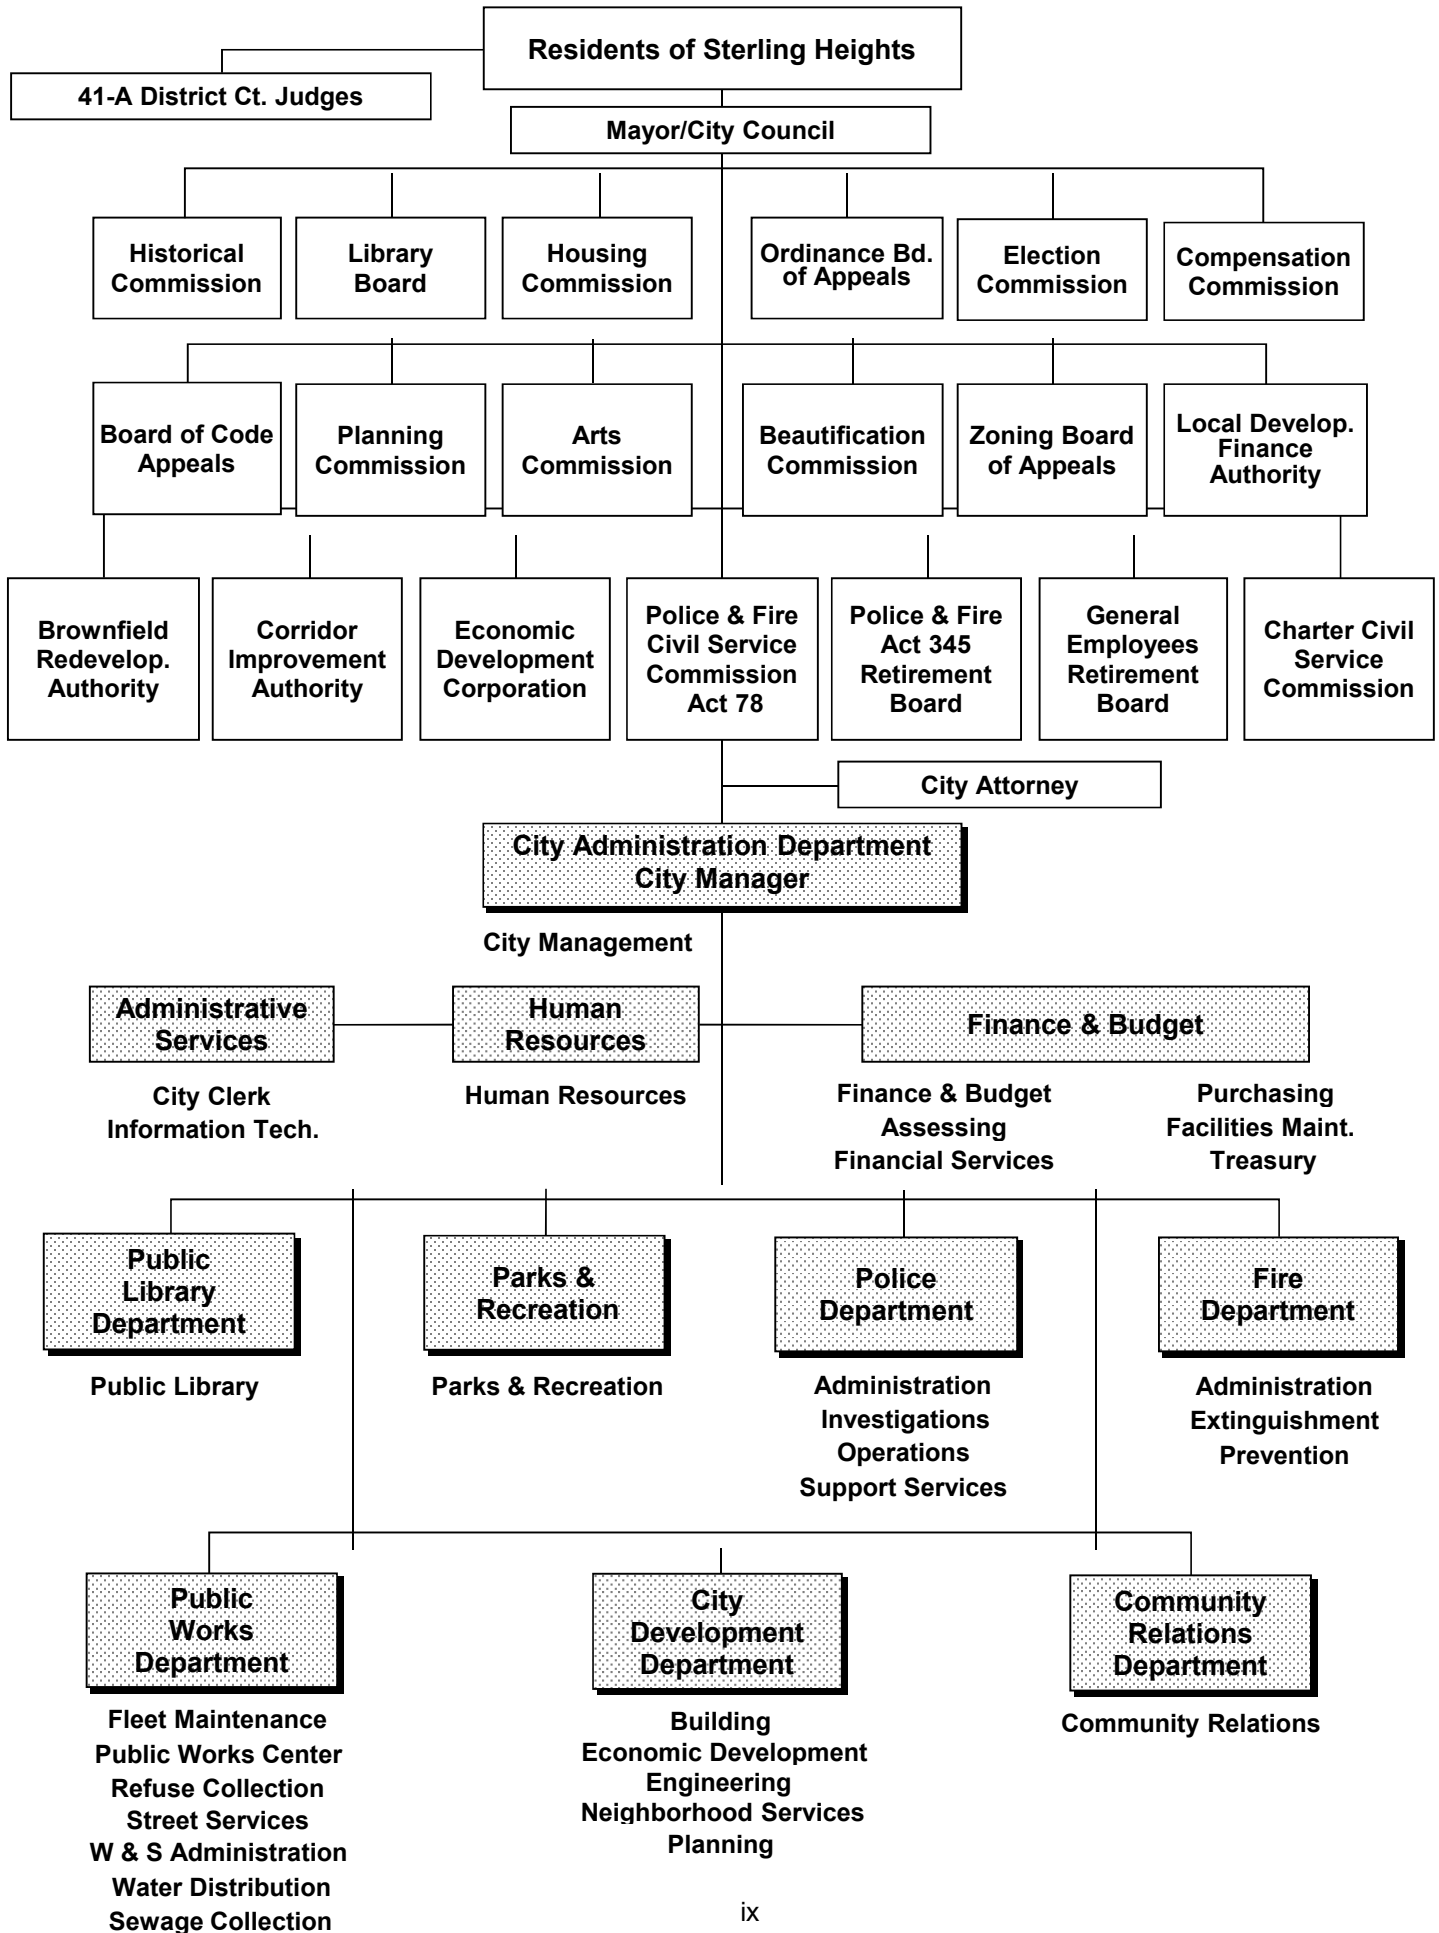 Residents of Sterling Heights
41-A District Ct. Judges
Mayor/City Council
Historical
Commission
Library
Board
Housing
Commission
Ordinance Bd.
of Appeals
Election
Commission
Compensation
Commission
Board of Code
Appeals
Planning
Commission
Arts
Commission
Beautification
Commission
Zoning Board
of Appeals
Local Develop.
Finance
Authority
Brownfield
Redevelop.
Authority
Corridor
Improvement
Authority
Economic
Development
Corporation
Police & Fire
Civil Service
Commission
Act 78
Police & Fire
Act 345
Retirement
Board
General
Employees
Retirement
Board
Charter Civil
Service
Commission
City Attorney
City Administration Department
City Manager
City Management
Administrative
Services
City Clerk
Information Tech.
Human
Resources
Human Resources
Finance & Budget
Finance & Budget
Assessing
Financial Services
Purchasing
Facilities Maint.
Treasury
Public
Library
Department
Public Library
Parks &
Recreation
Parks & Recreation
Police
Department
Administration
Investigations
Operations
Support Services
Fire
Department
Administration
Extinguishment
Prevention
Public
Works
Department
Fleet Maintenance
Public Works Center
Refuse Collection
Street Services
W & S Administration
Water Distribution
Sewage Collection
City
Development
Department
Building
Economic Development
Engineering
Neighborhood Services
Planning
Community
Relations
Department
Community Relations
ix